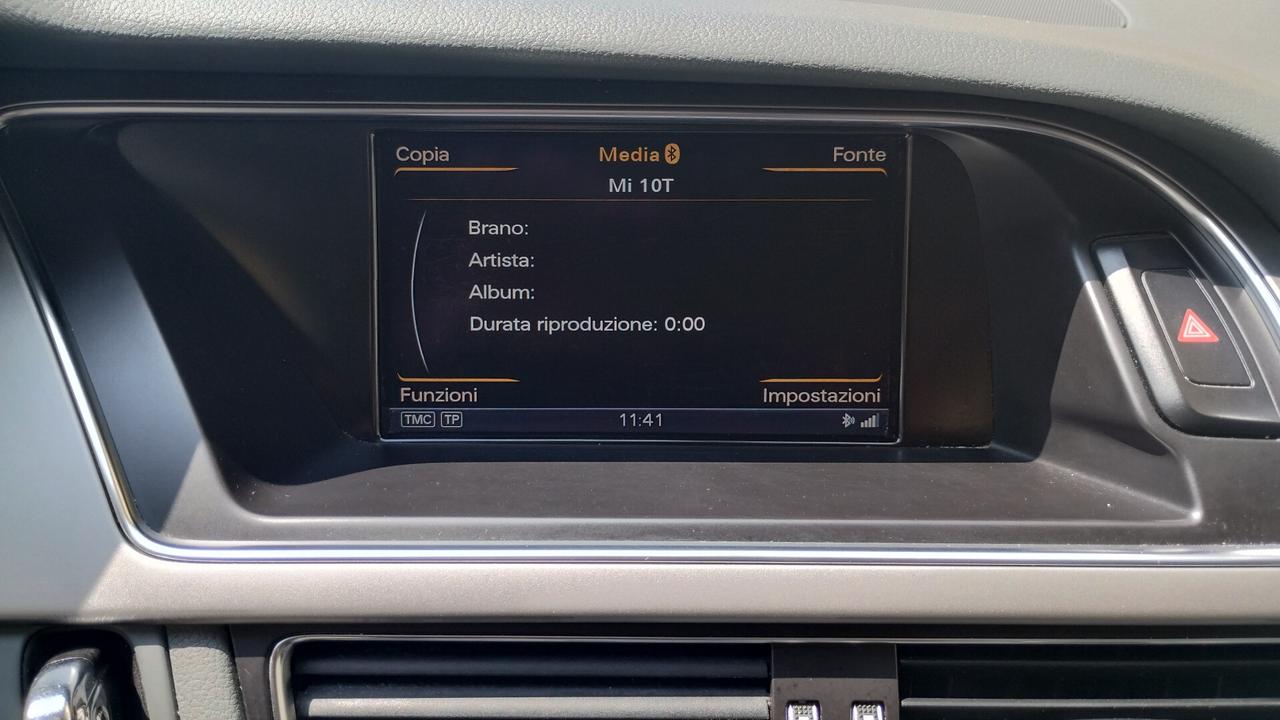 Copia Media Fonte
Mi 10T
Brano:
Artista:
Album:
Durata riproduzione: 0:00
Funzioni Impostazioni
TMC TP 11:41